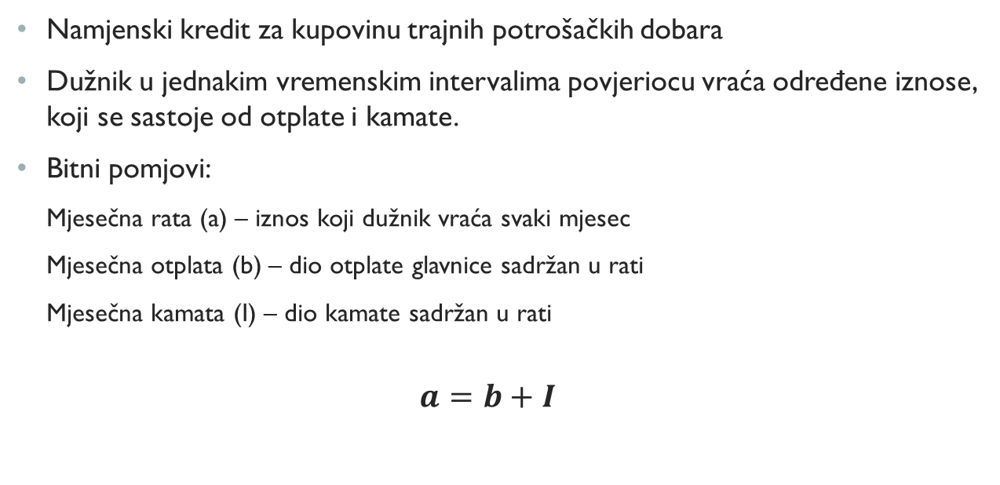 • Namjenski kredit za kupovinu trajnih potrošačkih dobara
• Dužnik u jednakim vremenskim intervalima povjeriocu vraća određene iznose,
koji se sastoje od otplate i kamate.
• Bitni pomjovi:
Mjesečna rata (a) – iznos koji dužnik vraća svaki mjesec
Mjesečna otplata (b) – dio otplate glavnice sadržan u rati
Mjesečna kamata (I) – dio kamate sadržan u rati
a = b + I